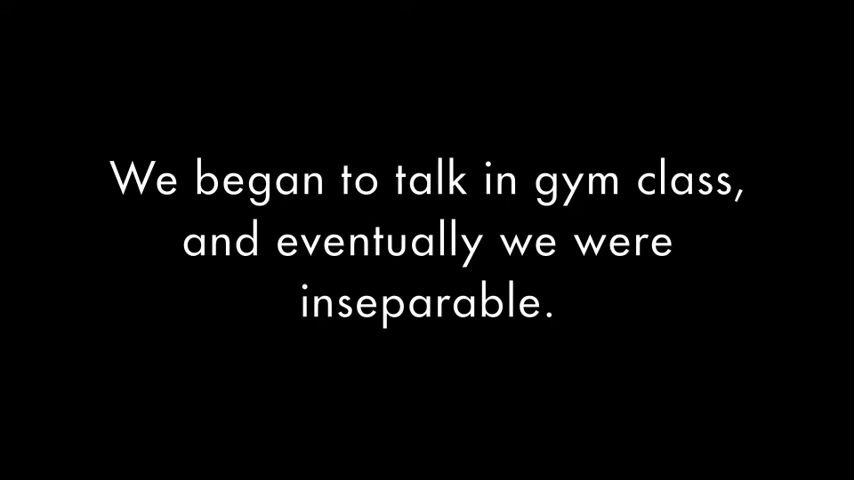 We began to talk in gym class,
and eventually we were
inseparable.